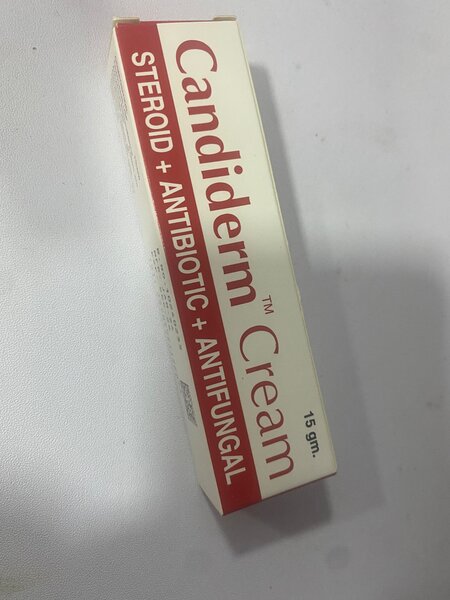 Candiderm™ Cream
STEROID + ANTIBIOTIC + ANTIFUNGAL
15 gm.